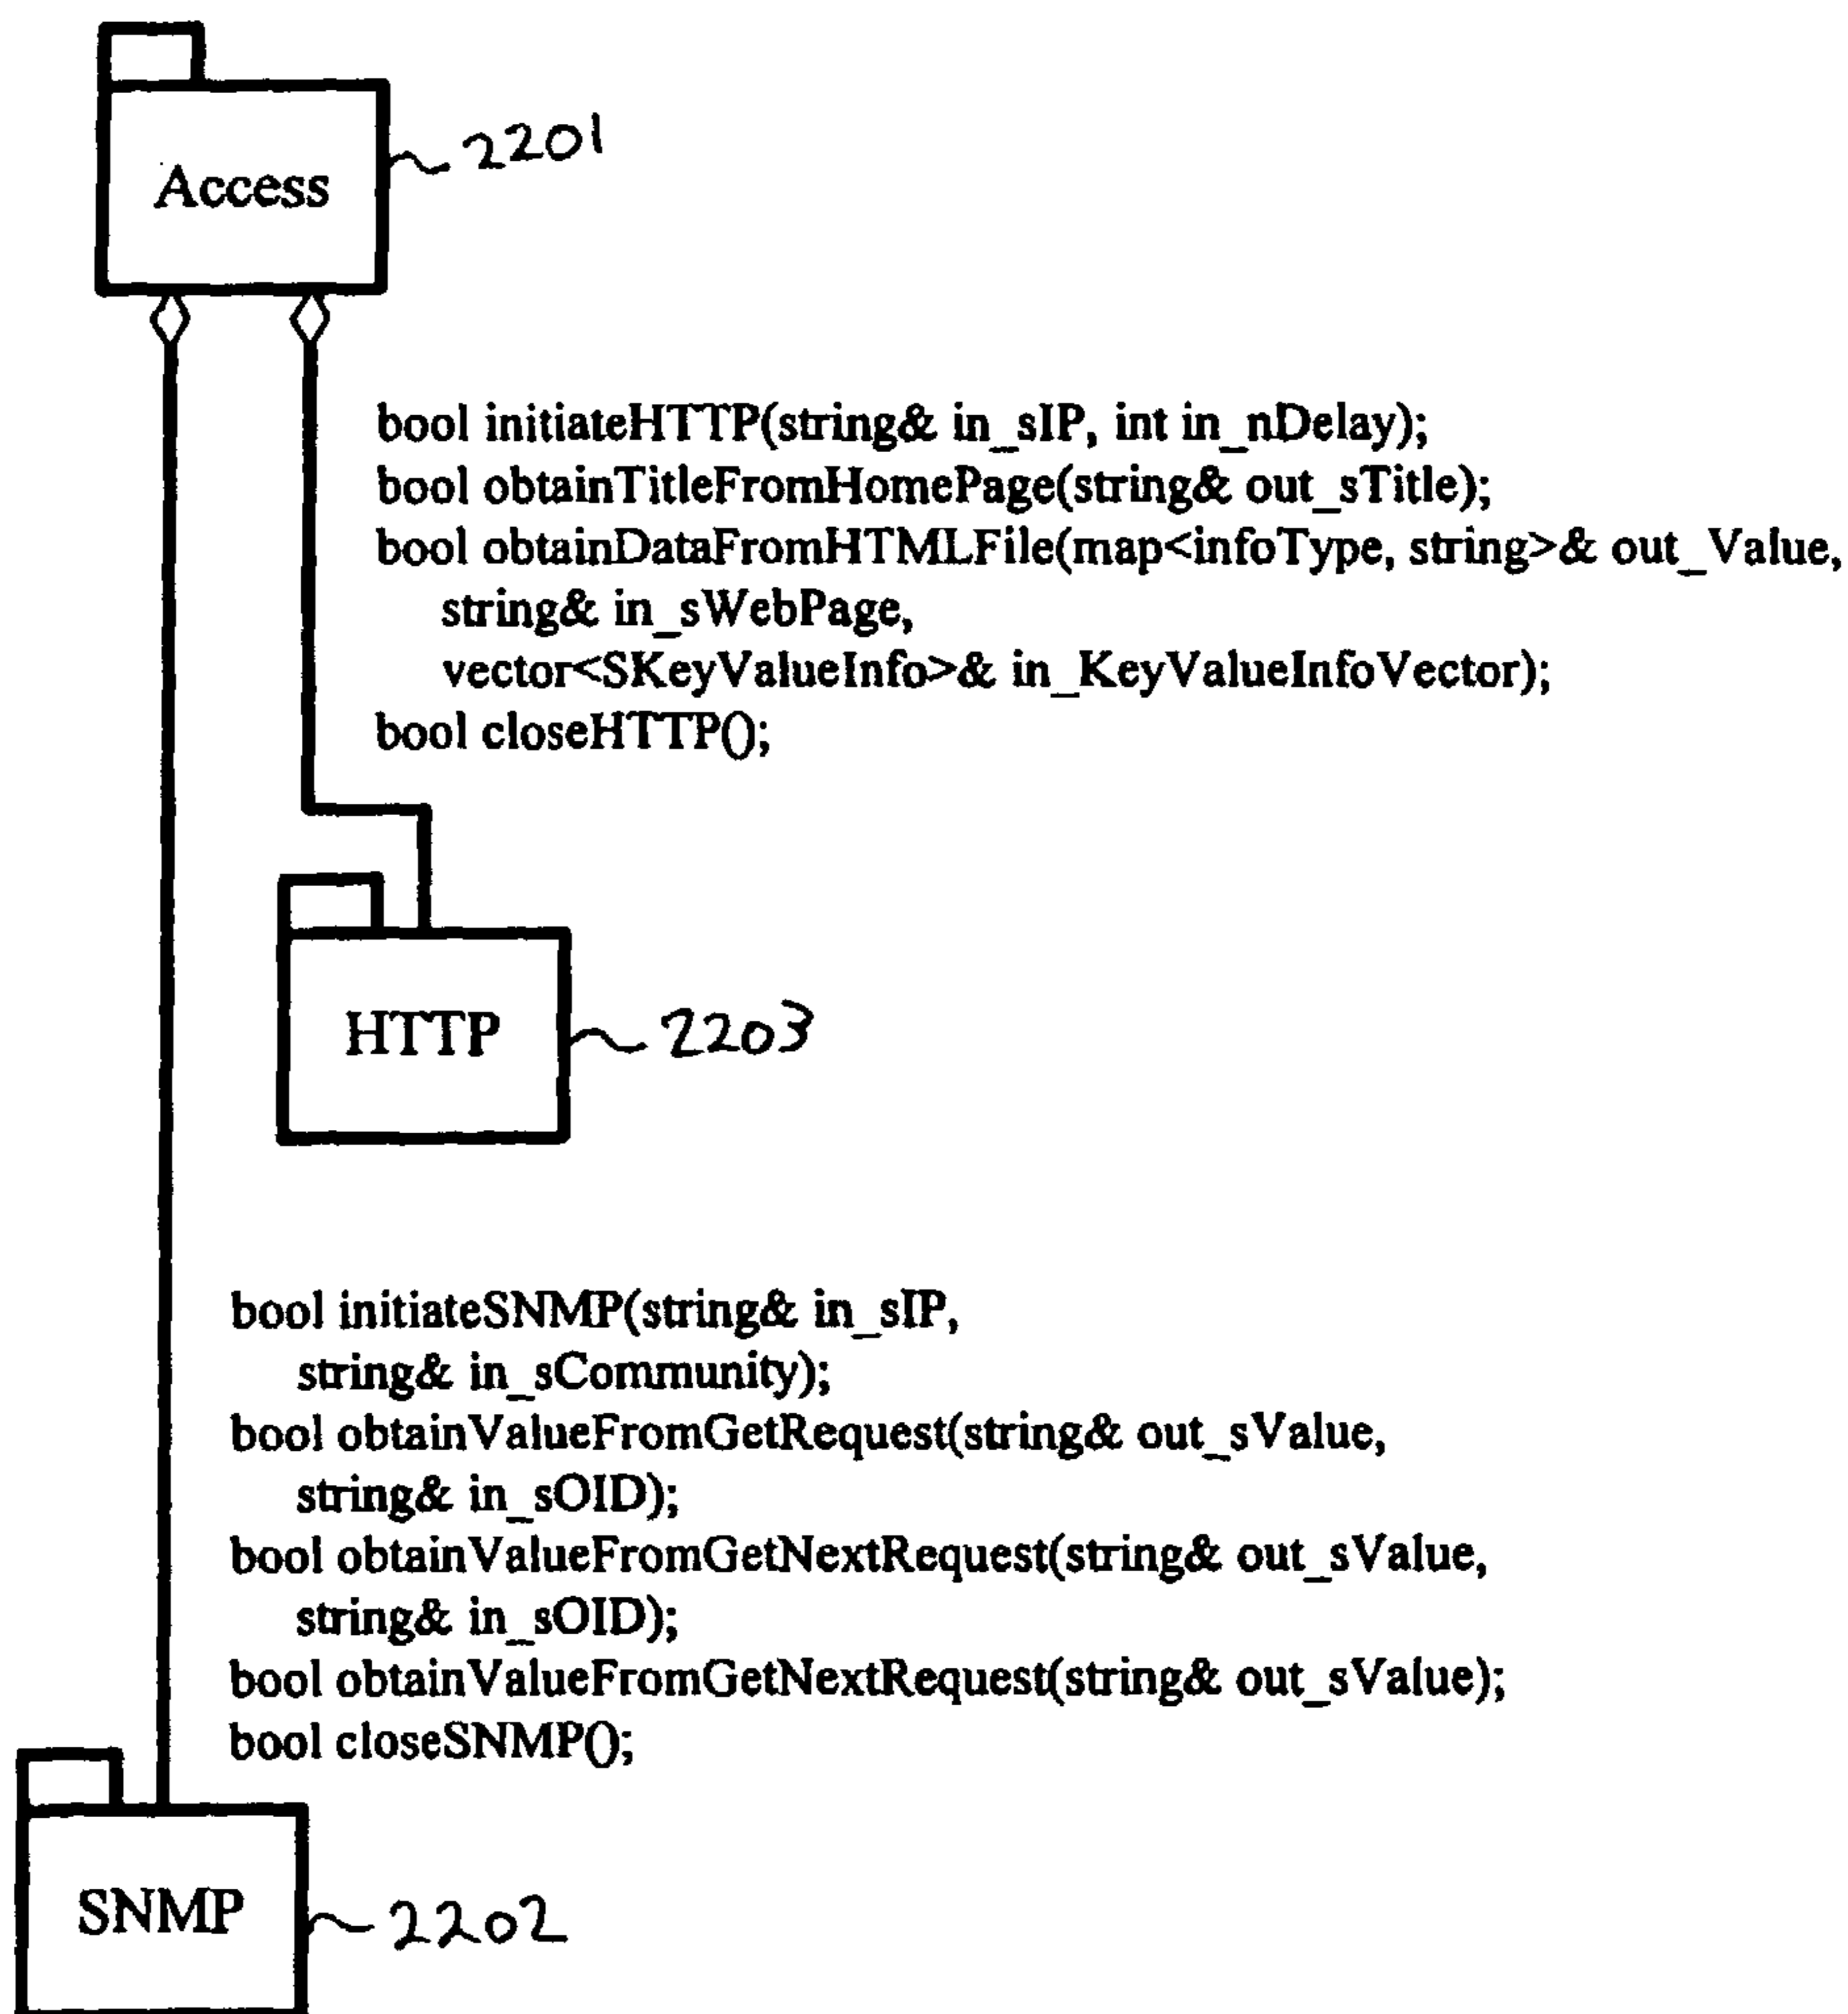 Access
2201
bool initiateHTTP(string& in_sIP, int in_nDelay);
bool obtainTitleFromHomePage(string& out_sTitle);
bool obtainDataFromHTMLFile(map<infoType, string>& out_Value,
string& in_sWebPage,
vector<SKeyValueInfo>& in_KeyValueInfoVector);
bool closeHTTP();
HTTP
2203
bool initiateSNMP(string& in_sIP,
string& in_sCommunity);
bool obtainValueFromGetRequest(string& out_sValue,
string& in_sOID);
bool obtainValueFromGetNextRequest(string& out_sValue,
string& in_sOID);
bool obtainValueFromGetNextRequest(string& out_sValue);
bool closeSNMP();
SNMP
2202